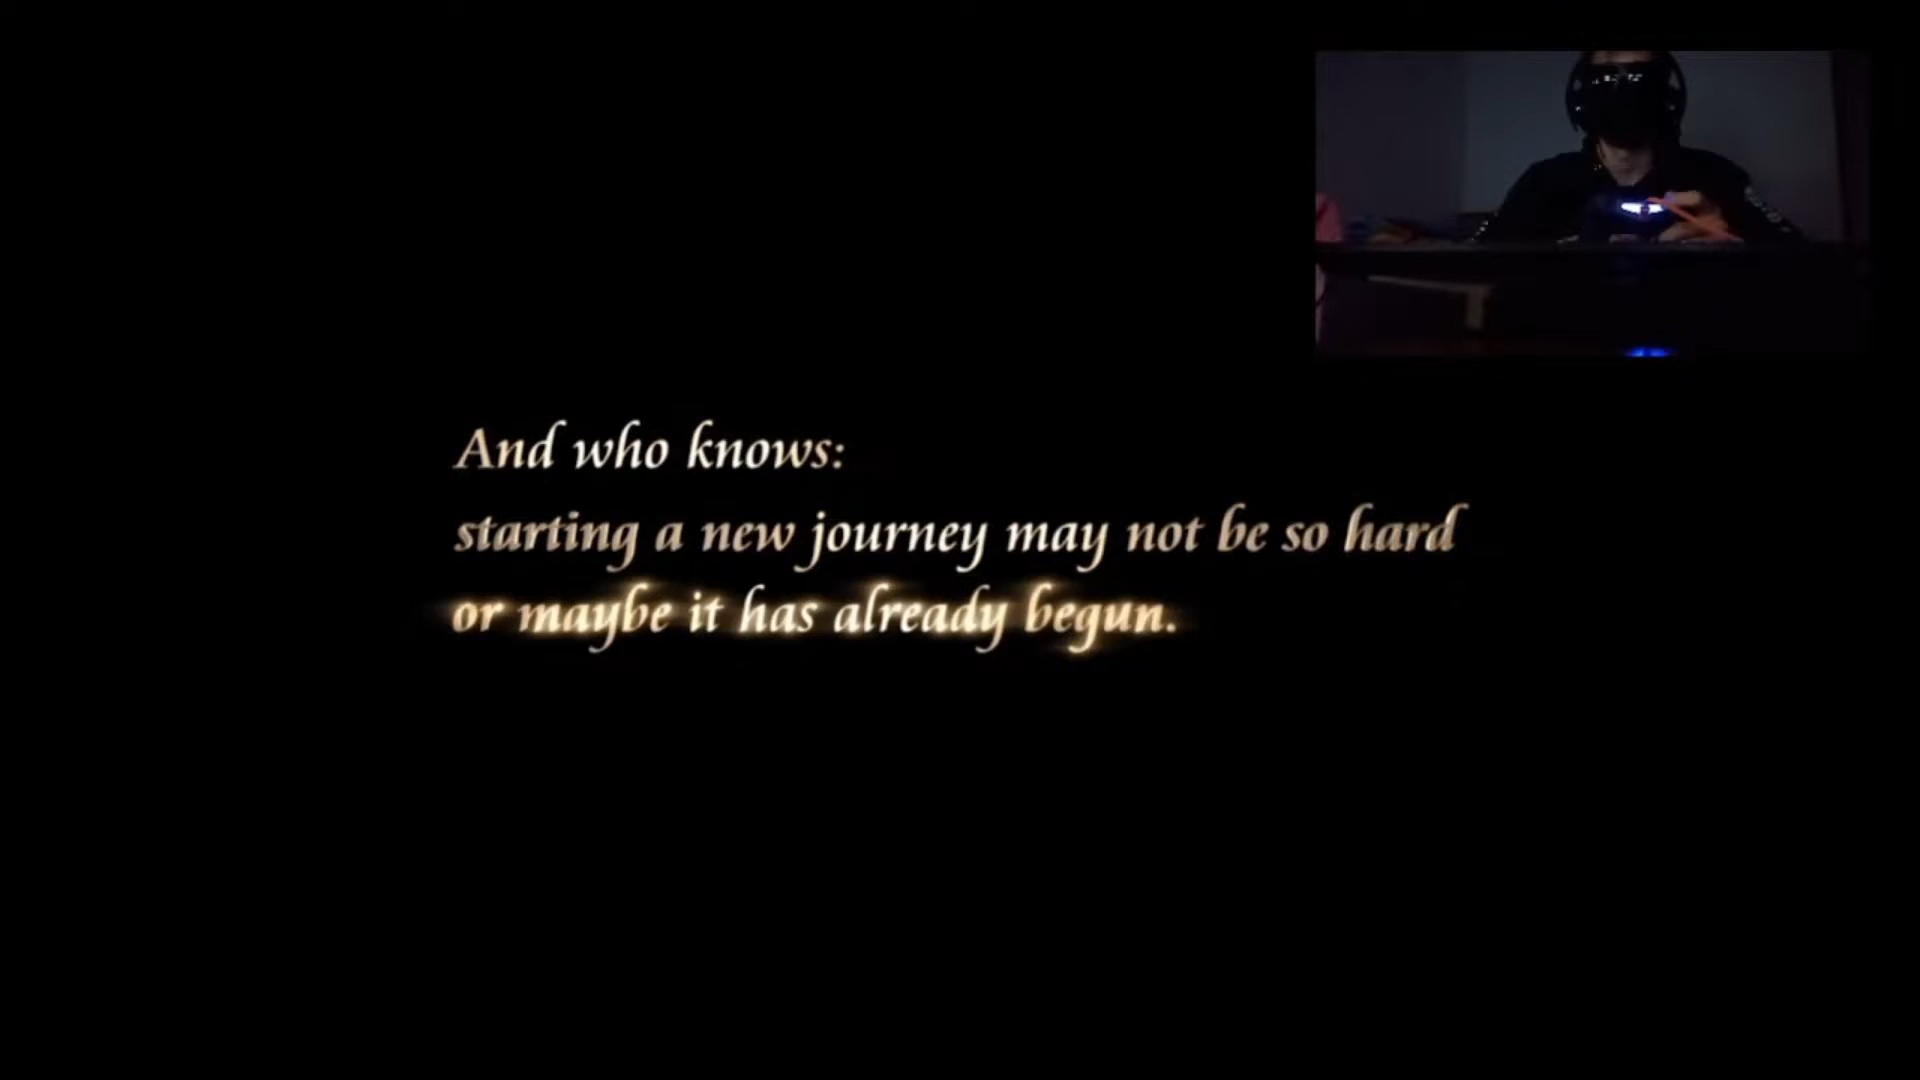 And who knows:
starting a new journey may not be so hard
or maybe it has already begun.